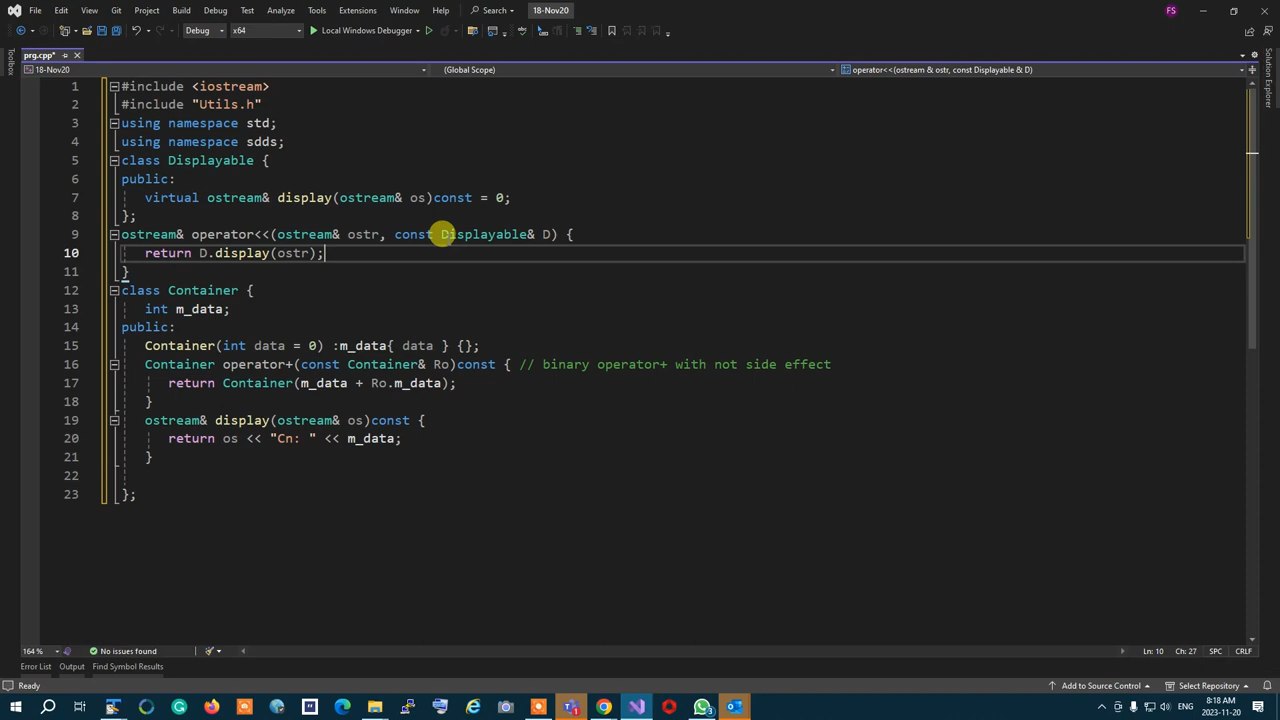 File Edit View Git Project Build Debug Test Analyze Tools Extensions Window Help Search 18-Nov20 FS
Debug x64 Local Windows Debugger
prg.cpp*
18-Nov20 (Global Scope) operator<<(ostream & ostr, const Displayable & D)
1 #include <iostream>
2 #include "Utils.h"
3 using namespace std;
4 using namespace sdds;
5 class Displayable {
6 public:
7 virtual ostream& display(ostream& os)const = 0;
8 };
9 ostream& operator<<(ostream& ostr, const Displayable& D) {
10 return D.display(ostr);
11 }
12 class Container {
13 int m_data;
14 public:
15 Container(int data = 0) :m_data{ data } {};
16 Container operator+(const Container& Ro)const { // binary operator+ with not side effect
17 return Container(m_data + Ro.m_data);
18 }
19 ostream& display(ostream& os)const {
20 return os << "Cn: " << m_data;
21 }
22
23 };
Toolbox
Solution Explorer
164 % No issues found Ln: 10 Ch: 27 SPC CRLF
Error List Output Find Symbol Results
Ready Add to Source Control Select Repository
ENG 8:18 AM
2023-11-20